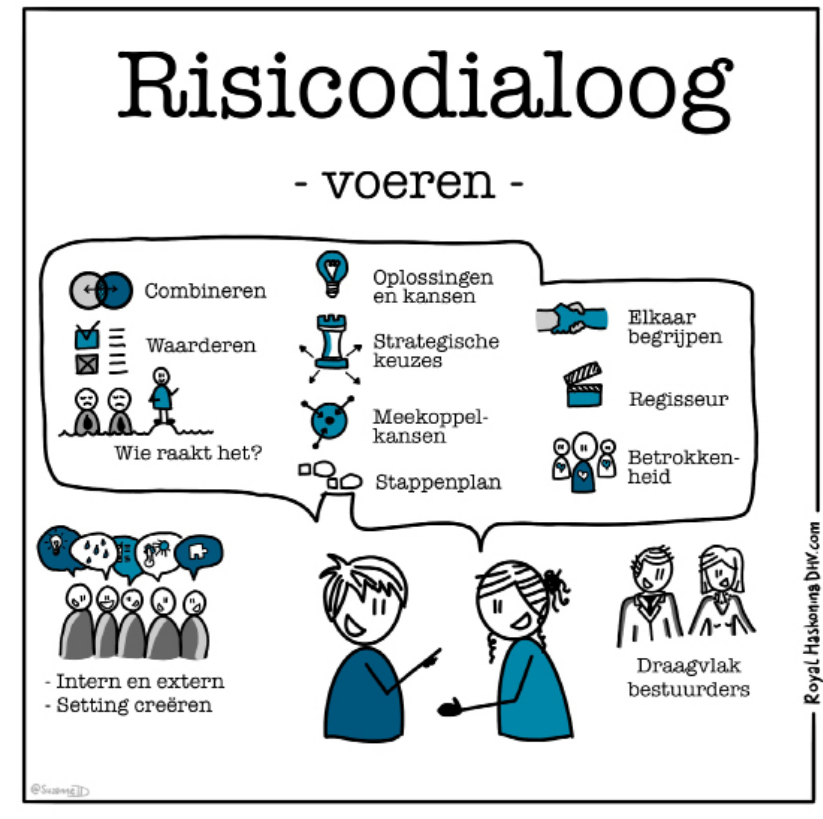 Risicodialoog
- voeren -
Combineren
Waarderen
Wie raakt het?
Oplossingen
en kansen
Strategische
keuzes
Meekoppel-
kansen
Stappenplan
Elkaar
begrijpen
Regisseur
Betrokken-
heid
- Intern en extern
- Setting creëren
Draagvlak
bestuurders
Royal HaskoningDHV.com